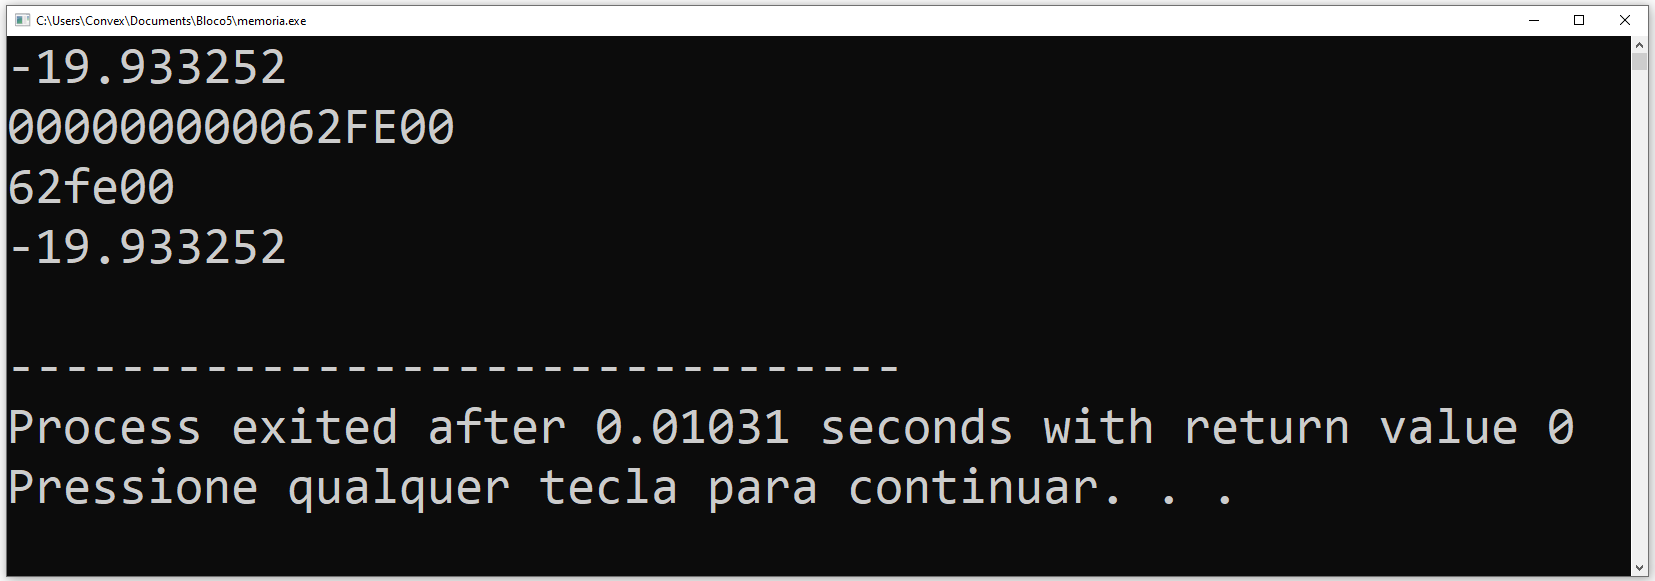 C:\Users\Convex\Documents\Bloco5\memoria.exe
-19.933252
000000000062FE00
62fe00
-19.933252
--------------------------------
Process exited after 0.01031 seconds with return value 0
Pressione qualquer tecla para continuar. . .